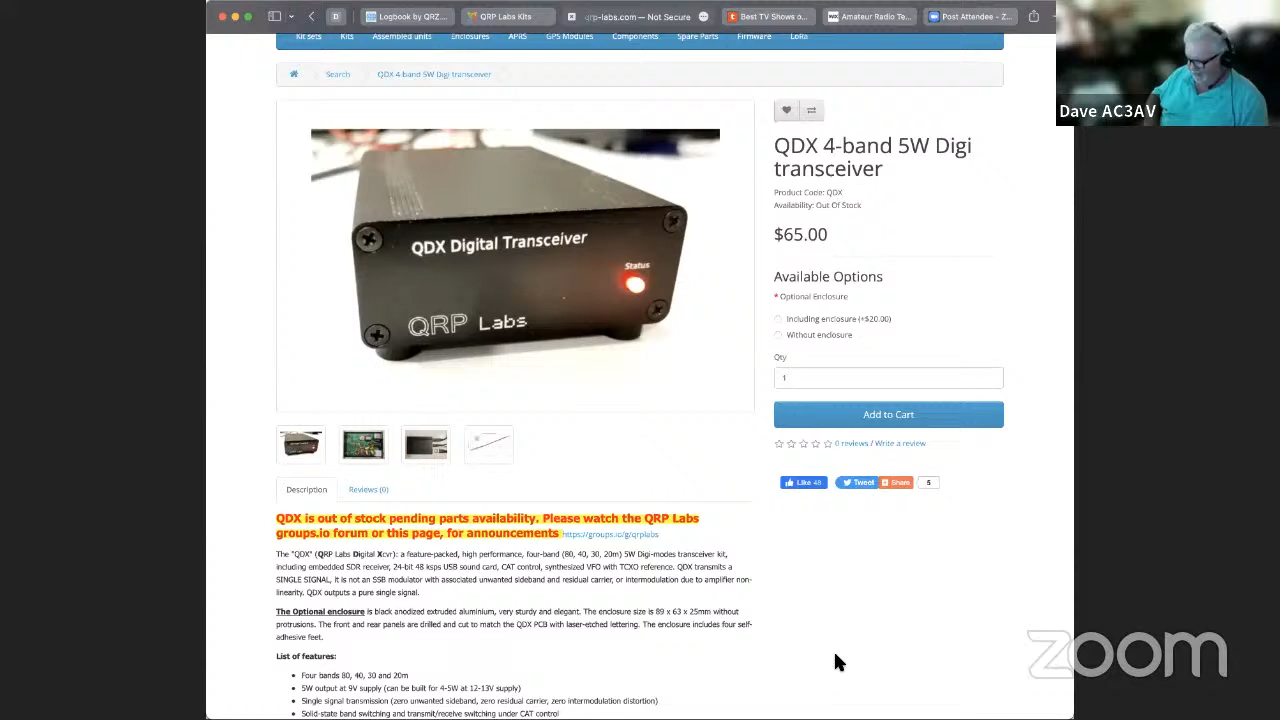 D
Logbook by QRZ....
QRP Labs Kits
qrp-labs.com — Not Secure
Best TV Shows o...
Amateur Radio Te...
Post Attendee - Z...
Kit sets
Kits
Assembled units
Enclosures
APRS
GPS Modules
Components
Spare Parts
Firmware
LoRa
Dave AC3AV
Search
QDX 4-band 5W Digi transceiver
QDX Digital Transceiver
Status
QRP Labs
QDX 4-band 5W Digi
transceiver
Product Code: QDX
Availability: Out Of Stock
$65.00
Available Options
* Optional Enclosure
Including enclosure (+$20.00)
Without enclosure
Qty
1
Add to Cart
0 reviews / Write a review
Like 48
Tweet
Share
5
Description
Reviews (0)
QDX is out of stock pending parts availability. Please watch the QRP Labs
groups.io forum or this page, for announcements https://groups.io/g/qrplabs
The "QDX" (QRP Labs Digital Xcvr): a feature-packed, high performance, four-band (80, 40, 30, 20m) 5W Digi-modes transceiver kit,
including embedded SDR receiver, 24-bit 48 ksps USB sound card, CAT control, synthesized VFO with TCXO reference. QDX transmits a
SINGLE SIGNAL, it is not an SSB modulator with associated unwanted sideband and residual carrier, or intermodulation due to amplifier non-
linearity. QDX outputs a pure single signal.
The Optional enclosure is black anodized extruded aluminium, very sturdy and elegant. The enclosure size is 89 x 63 x 25mm without
protrusions. The front and rear panels are drilled and cut to match the QDX PCB with laser-etched lettering. The enclosure includes four self-
adhesive feet.
List of features:
Four bands 80, 40, 30 and 20m
5W output at 9V supply (can be built for 4-5W at 12-13V supply)
Single signal transmission (zero unwanted sideband, zero residual carrier, zero intermodulation distortion)
Solid-state band switching and transmit/receive switching under CAT control
zoom